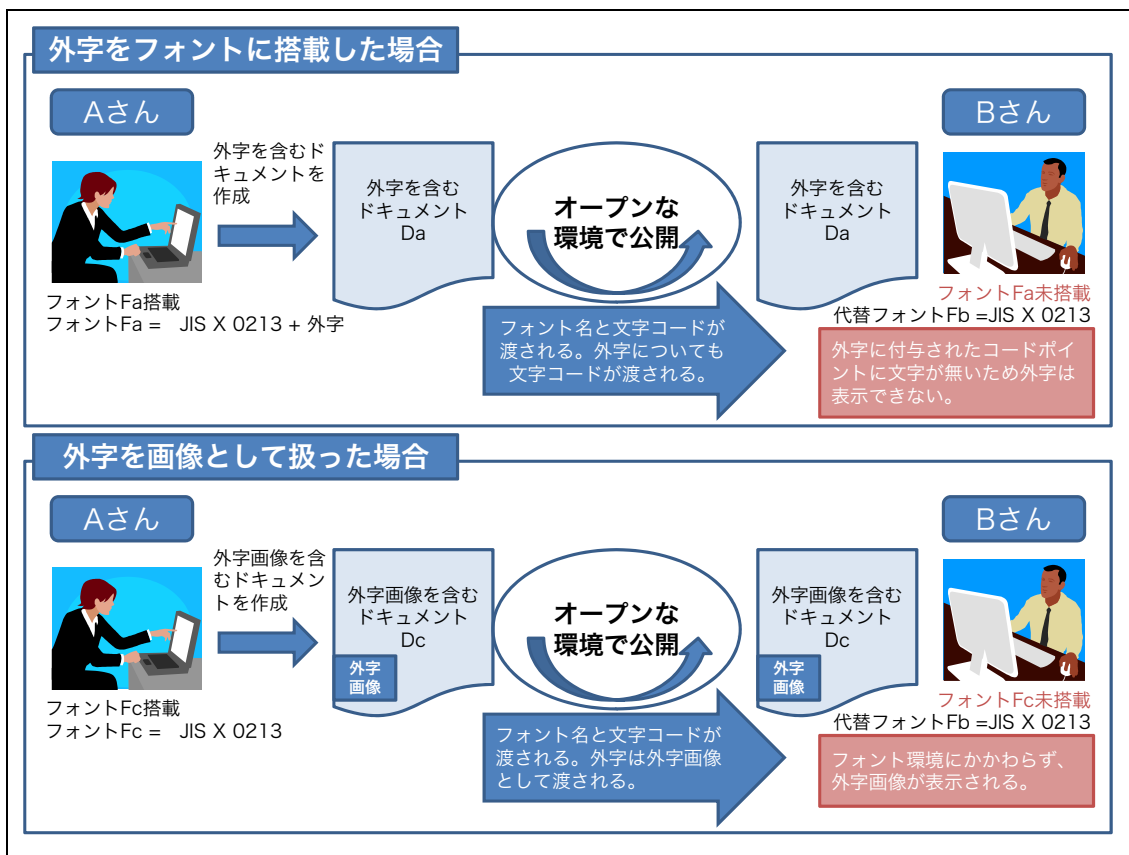 外字をフォントに搭載した場合
Aさん
Bさん
外字を含むド
キュメントを
作成
外字を含む
ドキュメント
Da
オープンな
環境で公開
外字を含む
ドキュメント
Da
フォントFa搭載
フォントFa = JIS X 0213 + 外字
フォント名と文字コードが
渡される。外字についても
文字コードが渡される。
フォントFa未搭載
代替フォントFb =JIS X 0213
外字に付与されたコードポイ
ントに文字が無いため外字は
表示できない。
外字を画像として扱った場合
Aさん
Bさん
外字画像を含
むドキュメン
トを作成
外字画像を含む
ドキュメント
Dc
外字
画像
オープンな
環境で公開
外字画像を含む
ドキュメント
Dc
外字
画像
フォントFc搭載
フォントFc = JIS X 0213
フォント名と文字コードが
渡される。外字は外字画像
として渡される。
フォントFc未搭載
代替フォントFb =JIS X 0213
フォント環境にかかわらず、
外字画像が表示される。